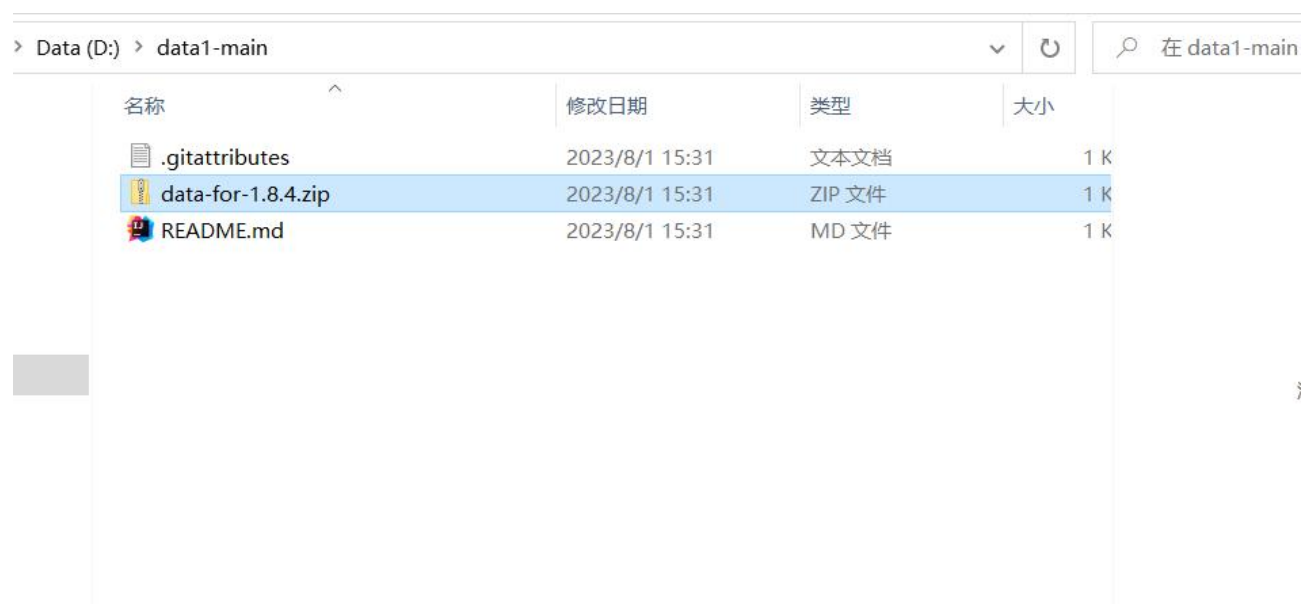 > Data (D:) > data1-main 在 data1-main
名称 修改日期 类型 大小
.gitattributes 2023/8/1 15:31 文本文档 1 K
data-for-1.8.4.zip 2023/8/1 15:31 ZIP 文件 1 K
README.md 2023/8/1 15:31 MD 文件 1 K